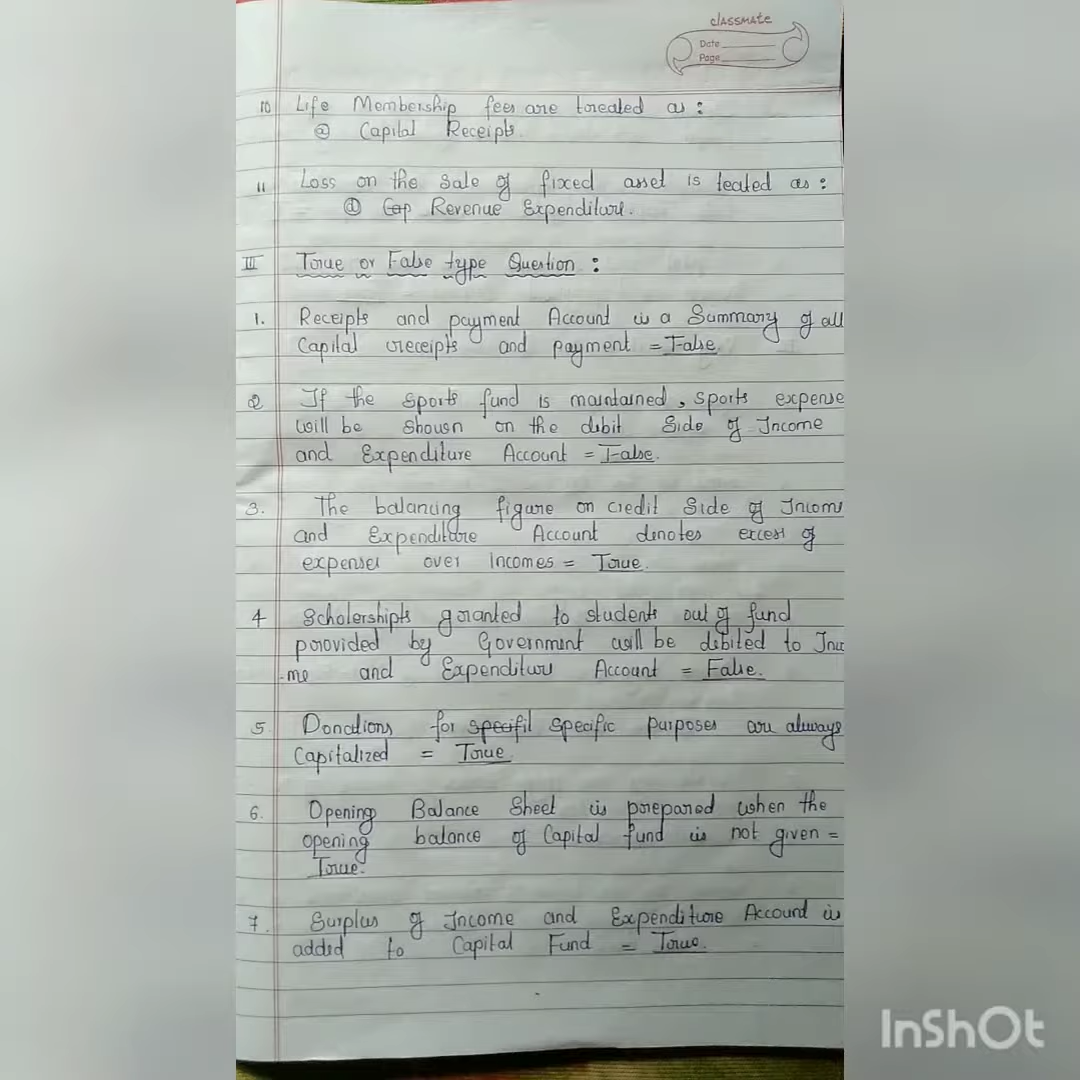 classmate
Date
Page
10 Life Membership fees are treated as :
ⓐ Capital Receipts.
11 Loss on the Sale of fixed asset is teated as :
ⓓ Cap Revenue Expenditure.
III True or False type Question :
1. Receipts and payment Account is a Summary of all
Capital receipts and payment = False.
2 If the sports fund is maintained, sports expense
will be shown on the debit Side of Income
and Expenditure Account = False.
3. The balancing figure on credit Side of Income
and Expenditure Account denotes excess of
expenses over incomes = True.
4 Scholerships granted to students out of fund
provided by Government will be debited to Inco
-me and Expenditure Account = False.
5. Donations for specifil specific purposes are always
Capitalized = True
6. Opening Balance Sheet is prepared when the
opening balance of Capital fund is not given =
True.
7. Surplus of Income and Expenditure Account is
added to Capital Fund = True.
InShOt